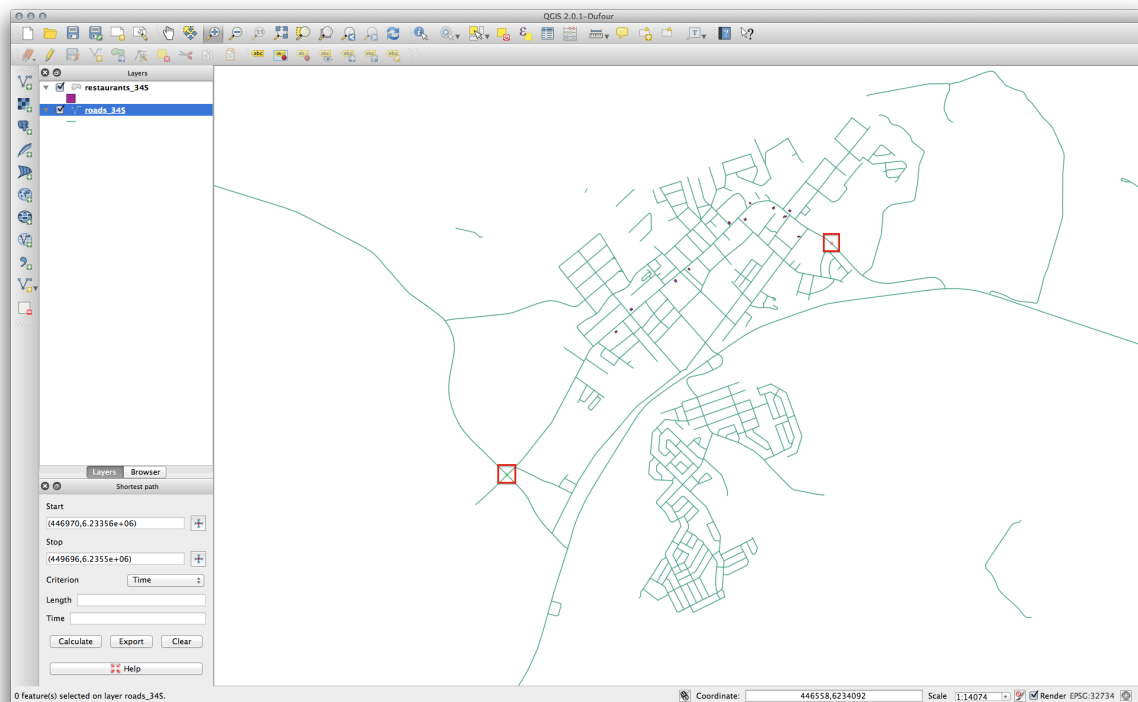 QGIS 2.0.1-Dufour
Layers
restaurants_34S
roads_34S
Layers Browser
Shortest path
Start
(446970,6.23356e+06)
Stop
(449696,6.2355e+06)
Criterion Time
Length
Time
Calculate Export Clear
Help
0 feature(s) selected on layer roads_34S.
Coordinate: 446558,6234092 Scale 1:14074 Render EPSG:32734